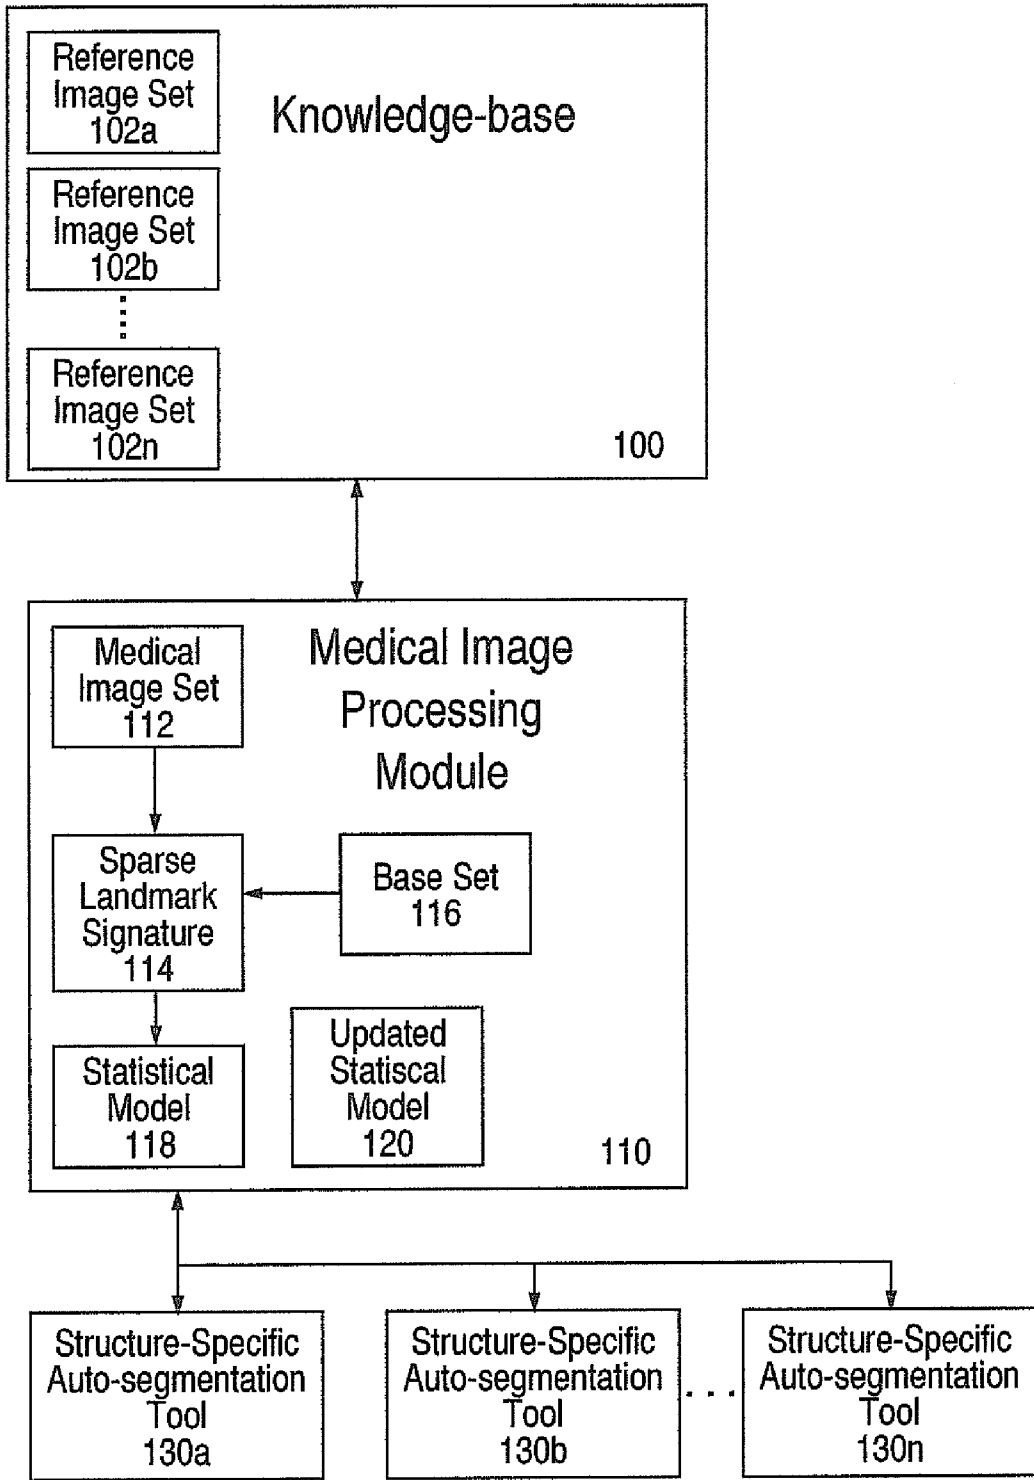 Reference
Image Set
102a
Knowledge-base
Reference
Image Set
102b
Reference
Image Set
102n
100
Medical
Image Set
112
Medical Image
Processing
Module
Sparse
Landmark
Signature
114
Base Set
116
Statistical
Model
118
Updated
Statiscal
Model
120
110
Structure-Specific
Auto-segmentation
Tool
130a
Structure-Specific
Auto-segmentation
Tool
130b
Structure-Specific
Auto-segmentation
Tool
130n